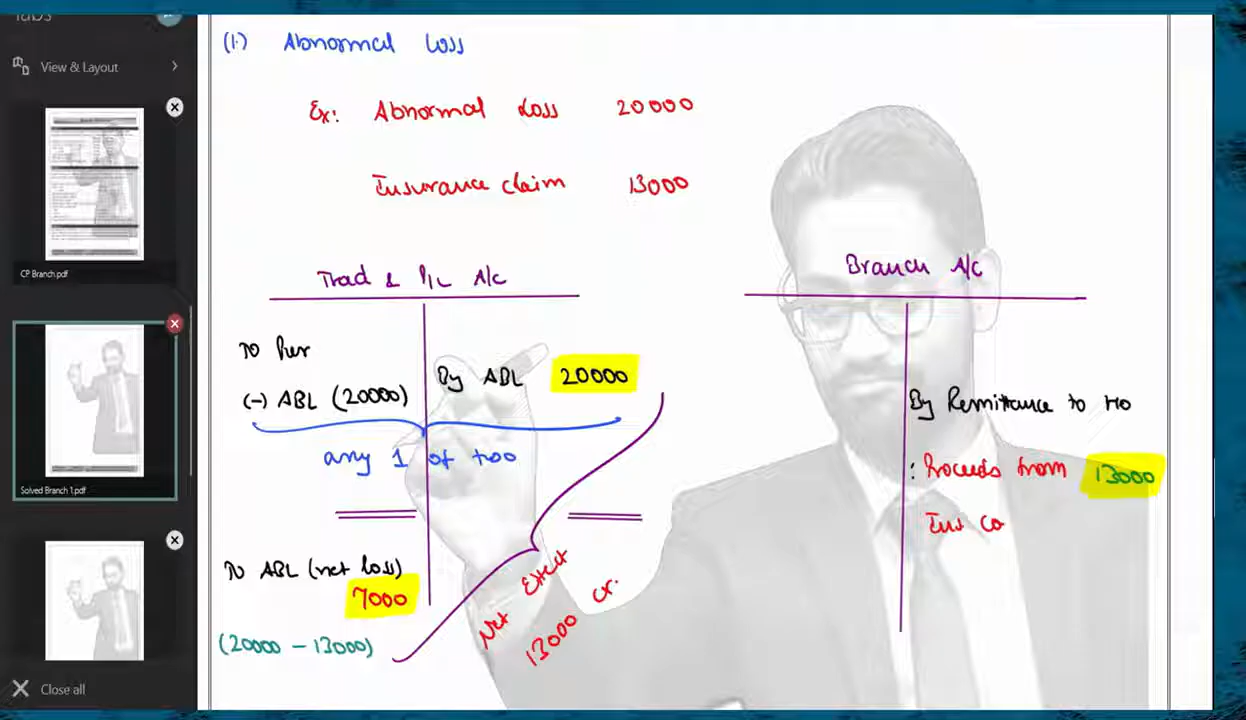 Tabs
View & Layout
CP Branch.pdf
Solved Branch 1.pdf
Close all
(1.) Abnormal Loss
Ex: Abnormal Loss 20000
Insurance claim 13000
Trad & P/L A/c
To Pur
(-) ABL (20000)
By ABL 20000
any 1 of two
To ABL (net loss)
7000
(20000 - 13000)
Net Effect
13000 cr.
Branch A/c
By Remittance to HO
: Proceeds from 13000
Ins Co